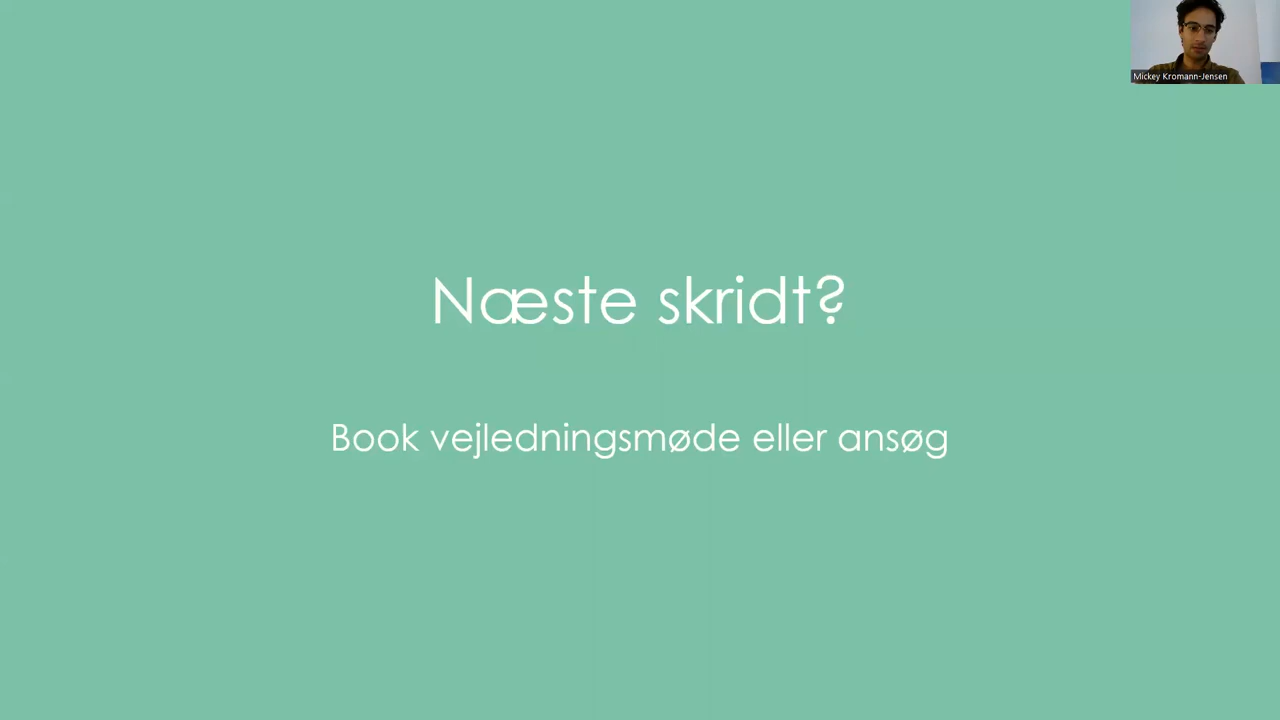 Mickey Kromann-Jensen
Næste skridt?
Book vejledningsmøde eller ansøg